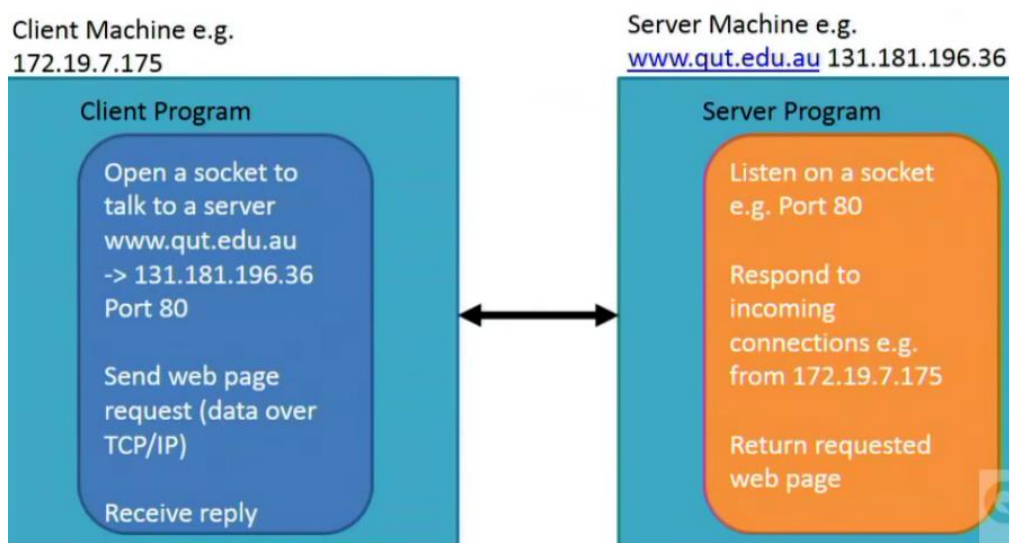 Client Machine e.g.
172.19.7.175
Client Program
Open a socket to
talk to a server
www.qut.edu.au
-> 131.181.196.36
Port 80
Send web page
request (data over
TCP/IP)
Receive reply
Server Machine e.g.
www.qut.edu.au 131.181.196.36
Server Program
Listen on a socket
e.g. Port 80
Respond to
incoming
connections e.g.
from 172.19.7.175
Return requested
web page